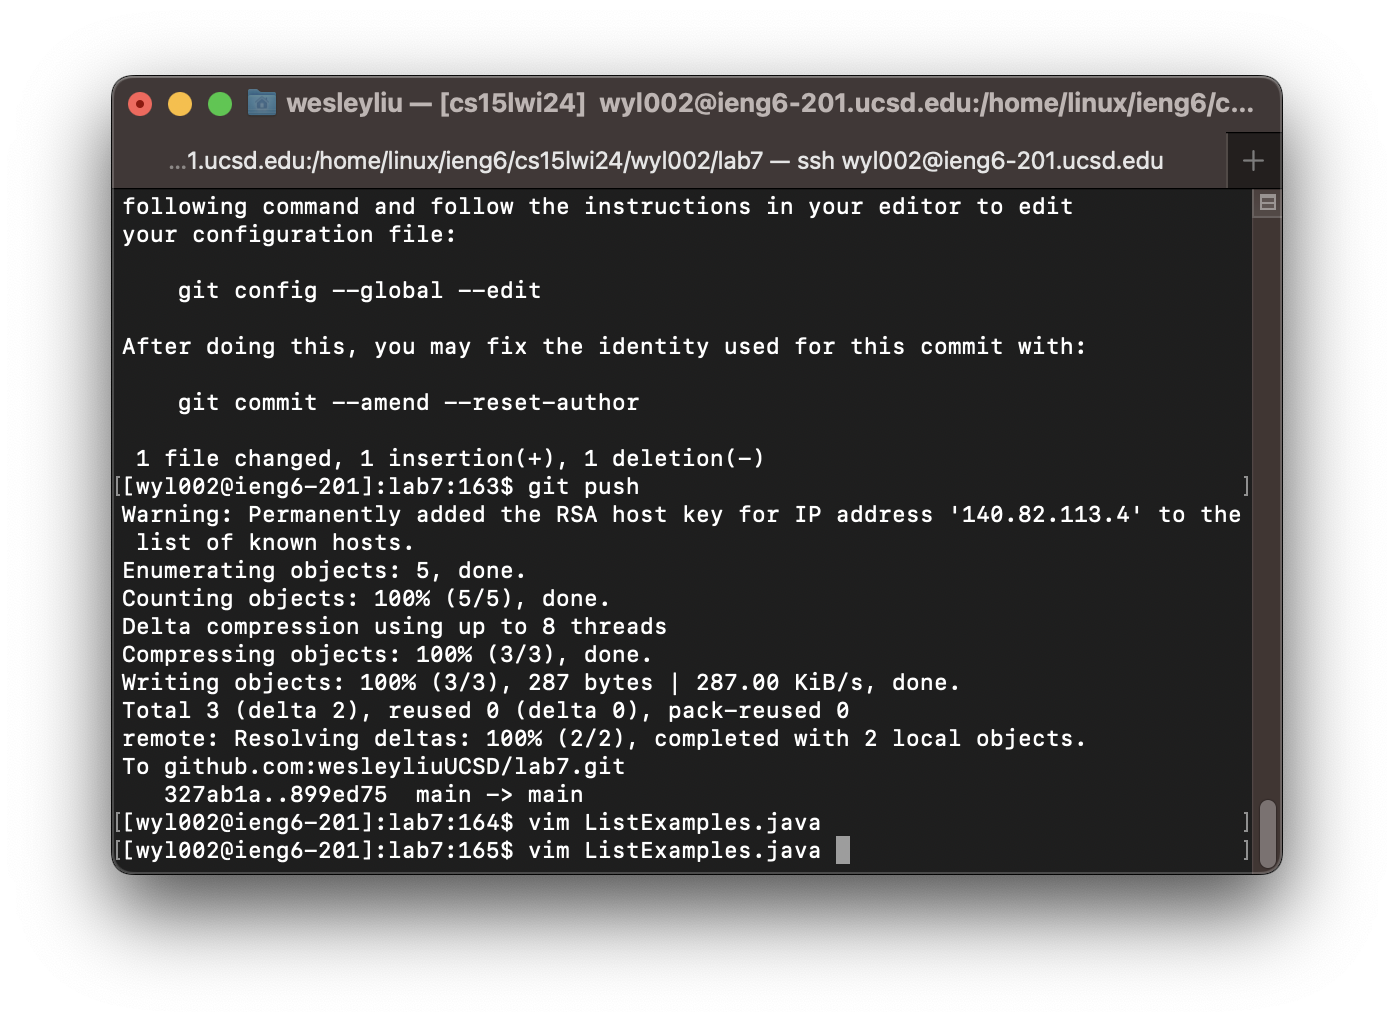 wesleyliu — [cs15lwi24] wyl002@ieng6-201.ucsd.edu:/home/linux/ieng6/c...
...1.ucsd.edu:/home/linux/ieng6/cs15lwi24/wyl002/lab7 — ssh wyl002@ieng6-201.ucsd.edu
following command and follow the instructions in your editor to edit
your configuration file:
    git config --global --edit
After doing this, you may fix the identity used for this commit with:
    git commit --amend --reset-author
 1 file changed, 1 insertion(+), 1 deletion(-)
[[wyl002@ieng6-201]:lab7:163$ git push ]
Warning: Permanently added the RSA host key for IP address '140.82.113.4' to the
 list of known hosts.
Enumerating objects: 5, done.
Counting objects: 100% (5/5), done.
Delta compression using up to 8 threads
Compressing objects: 100% (3/3), done.
Writing objects: 100% (3/3), 287 bytes | 287.00 KiB/s, done.
Total 3 (delta 2), reused 0 (delta 0), pack-reused 0
remote: Resolving deltas: 100% (2/2), completed with 2 local objects.
To github.com:wesleyliuUCSD/lab7.git
   327ab1a..899ed75  main -> main
[[wyl002@ieng6-201]:lab7:164$ vim ListExamples.java ]
[[wyl002@ieng6-201]:lab7:165$ vim ListExamples.java ]